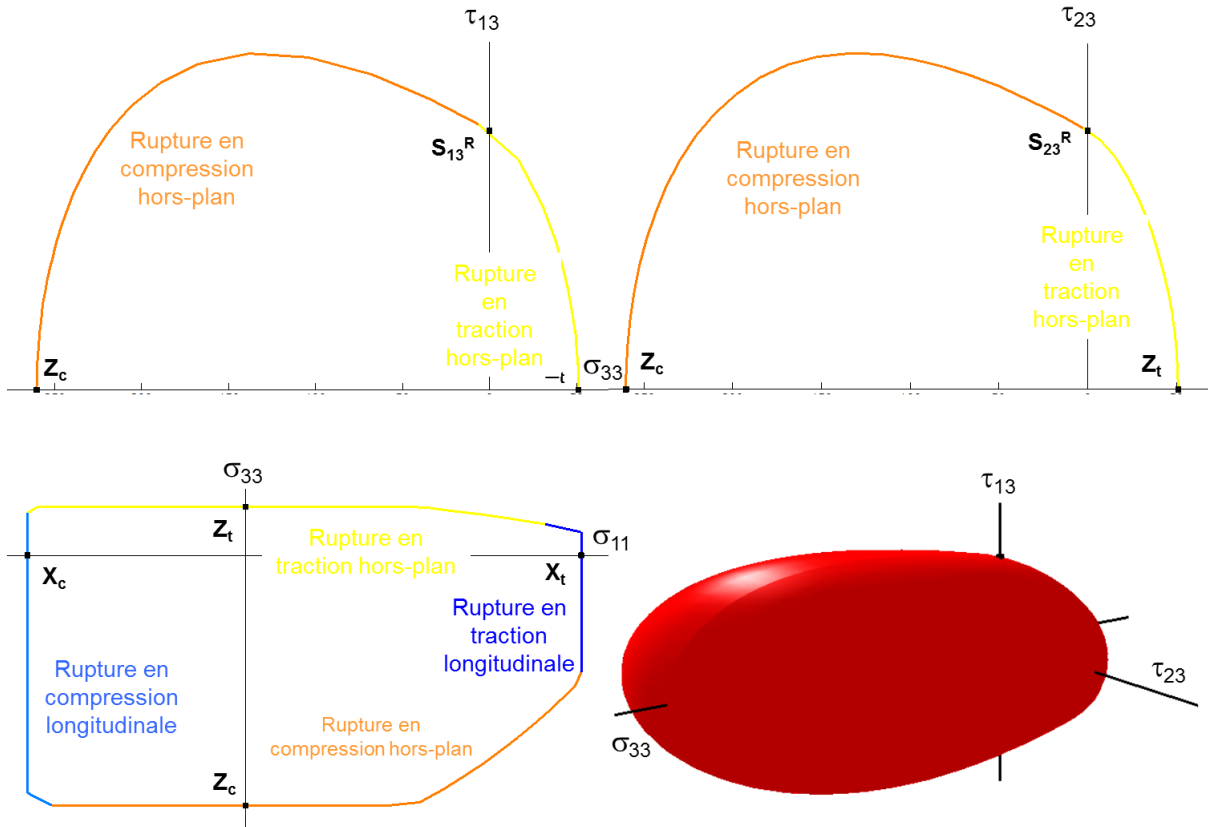 τ13
Rupture en
compression
hors-plan
S13R
Rupture
en
traction
hors-plan
Zc
σ33
τ23
Rupture en
compression
hors-plan
S23R
Rupture
en
traction
hors-plan
Zc
Zt
σ33
Zt
σ11
Rupture en
traction hors-plan
Xc
Xt
Rupture en
traction
longitudinale
Rupture en
compression
longitudinale
Rupture en
compression hors-plan
Zc
τ13
τ23
σ33